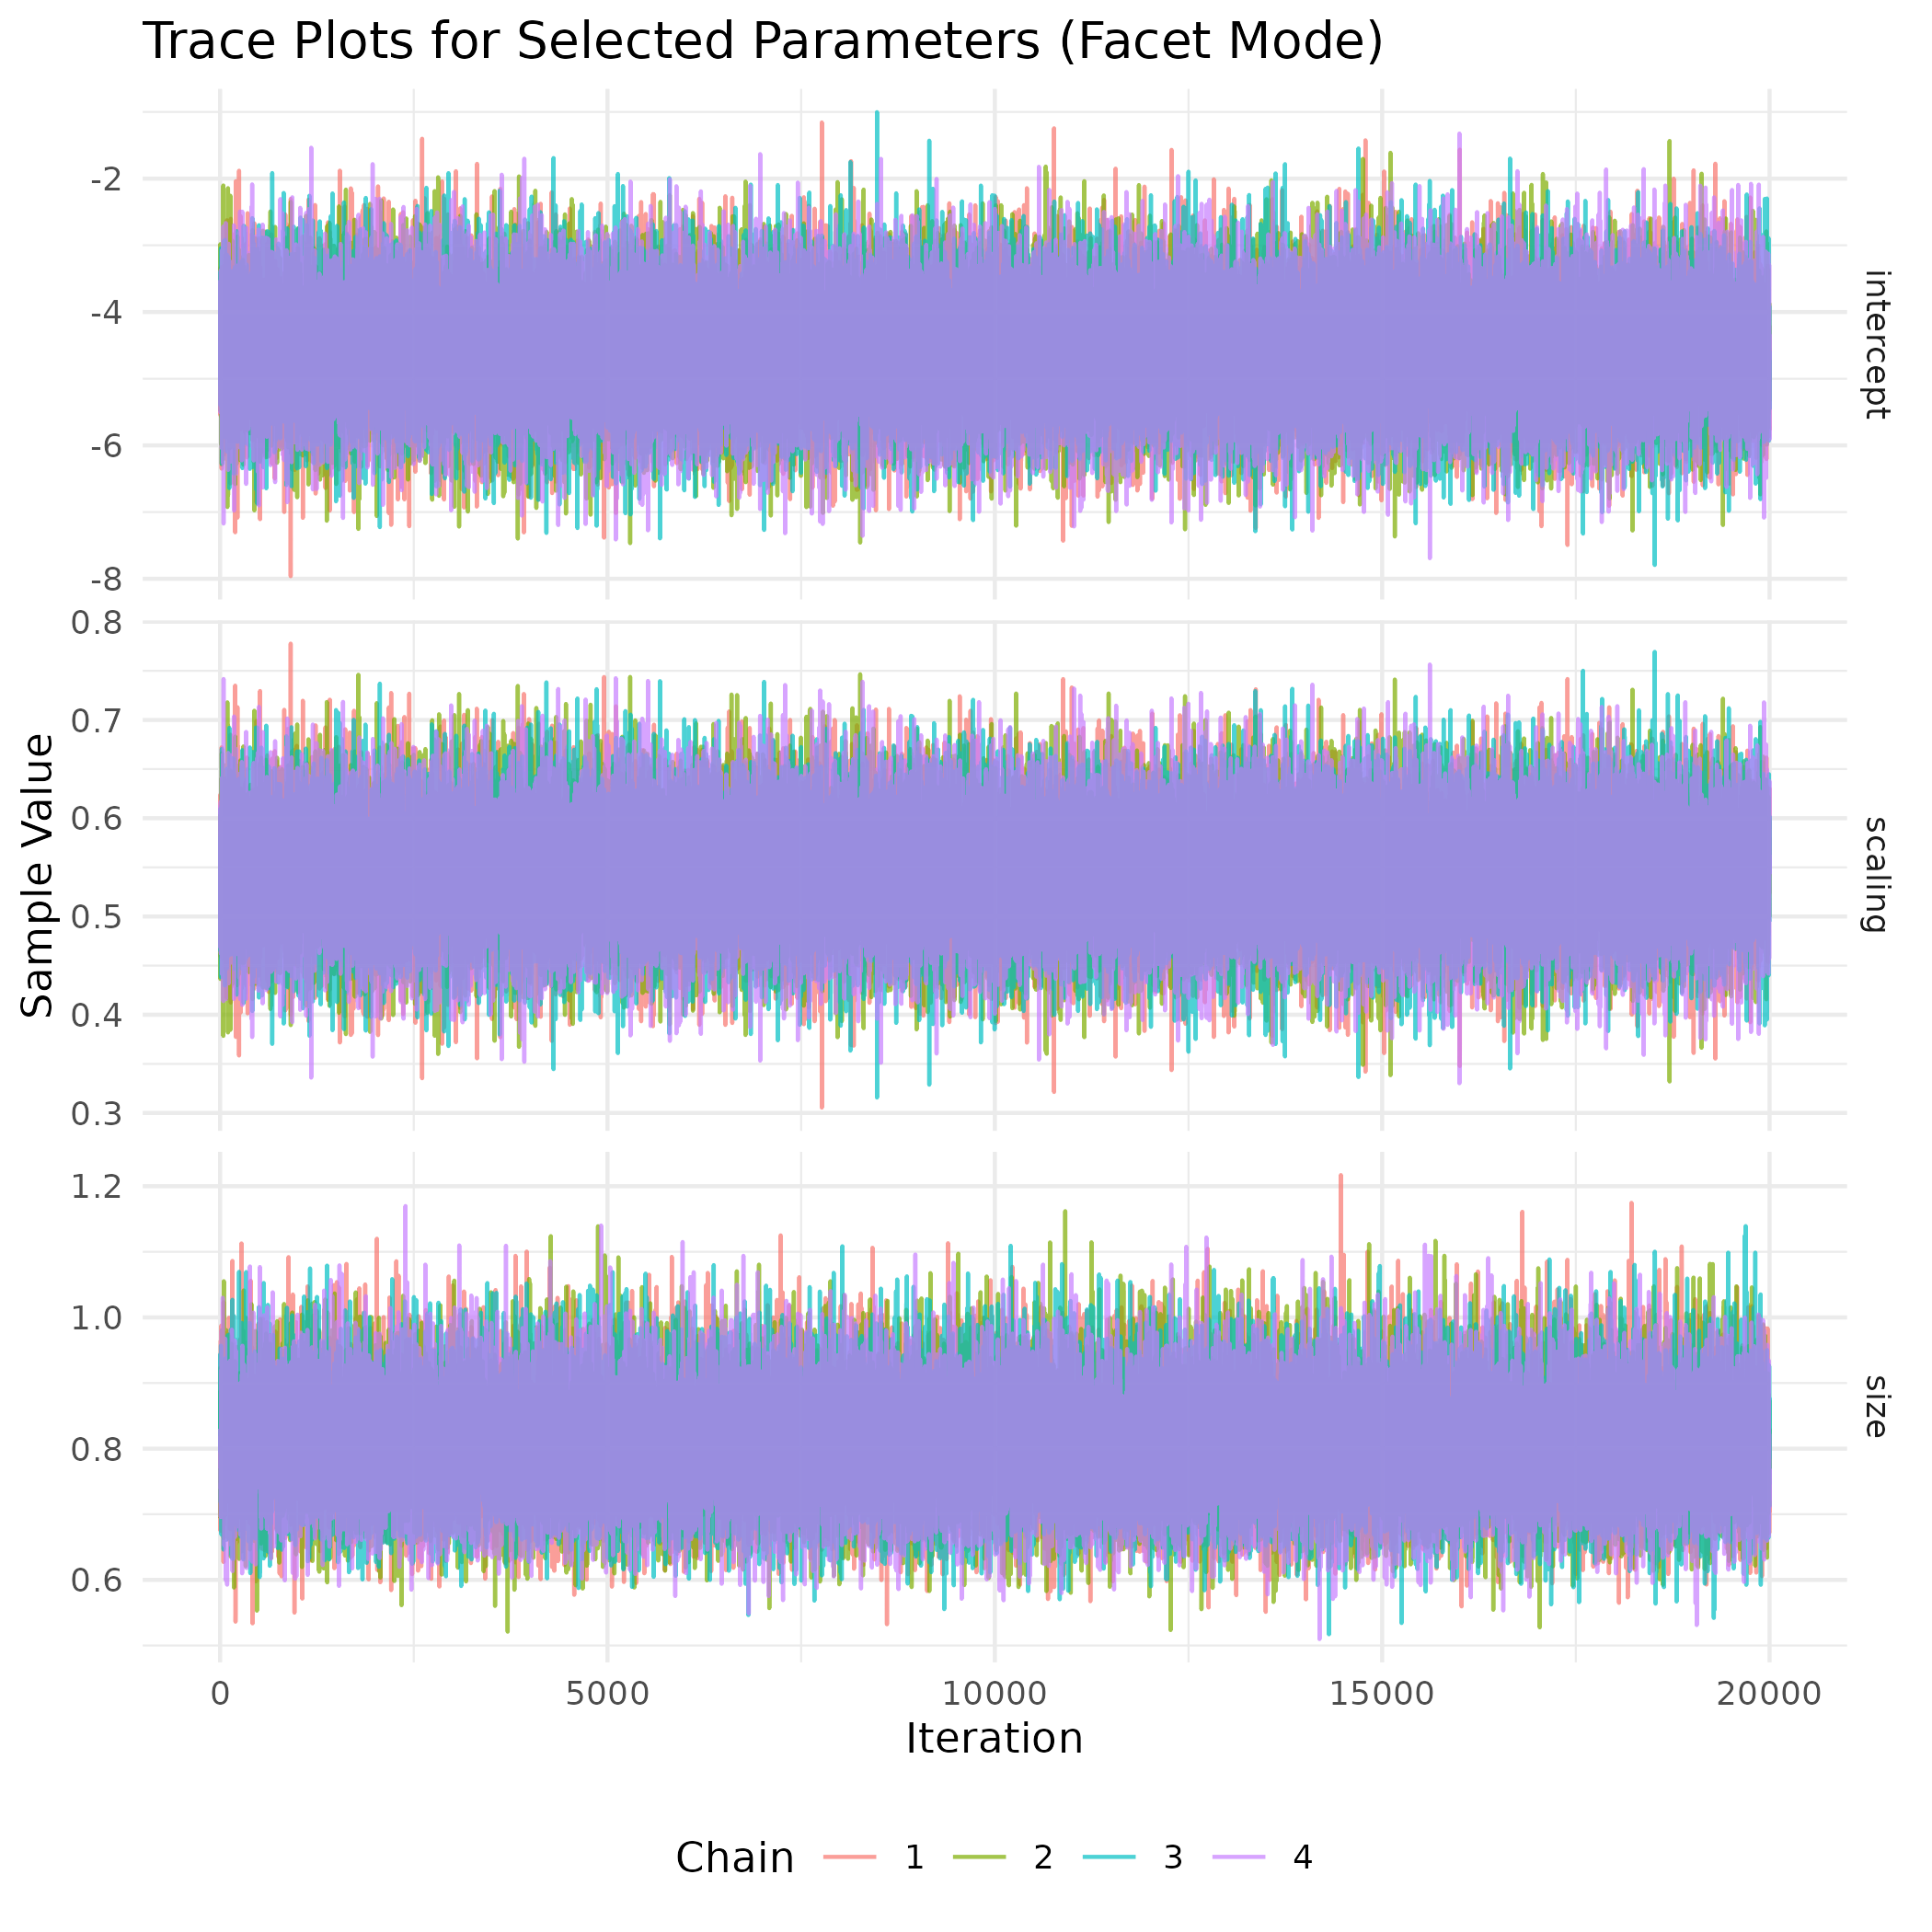 Trace Plots for Selected Parameters (Facet Mode)
-2
-4
-6
-8
intercept
0.8
0.7
0.6
0.5
0.4
0.3
scaling
Sample Value
1.2
1.0
0.8
0.6
size
0 5000 10000 15000 20000
Iteration
Chain 1 2 3 4